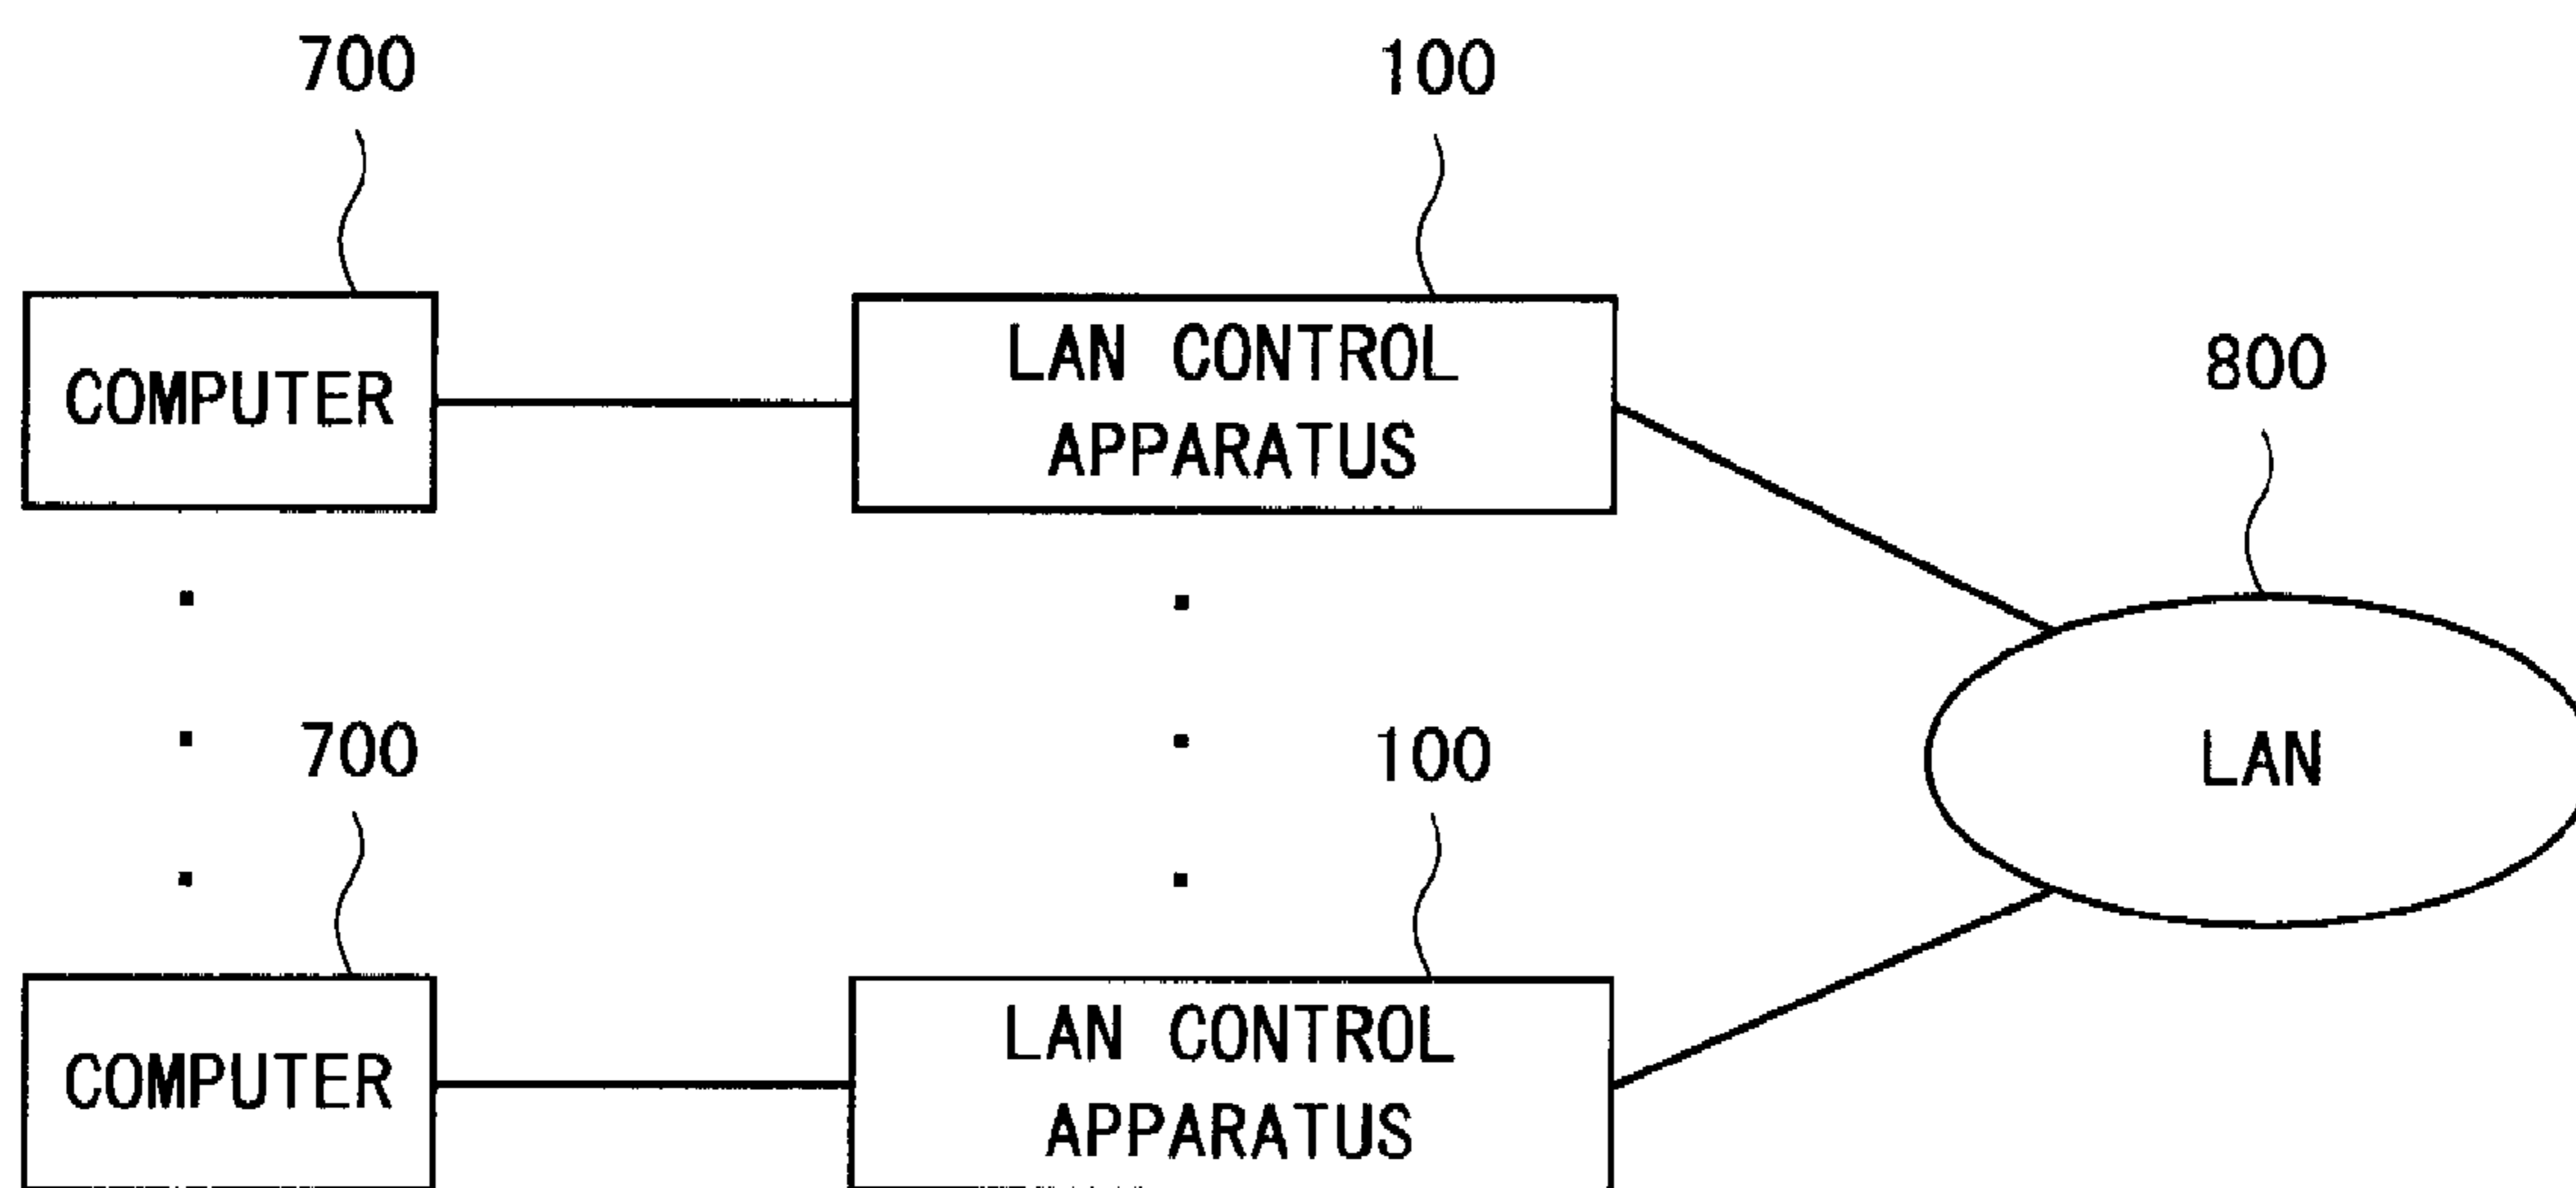 700
100
COMPUTER
LAN CONTROL
APPARATUS
800
700
100
LAN
COMPUTER
LAN CONTROL
APPARATUS